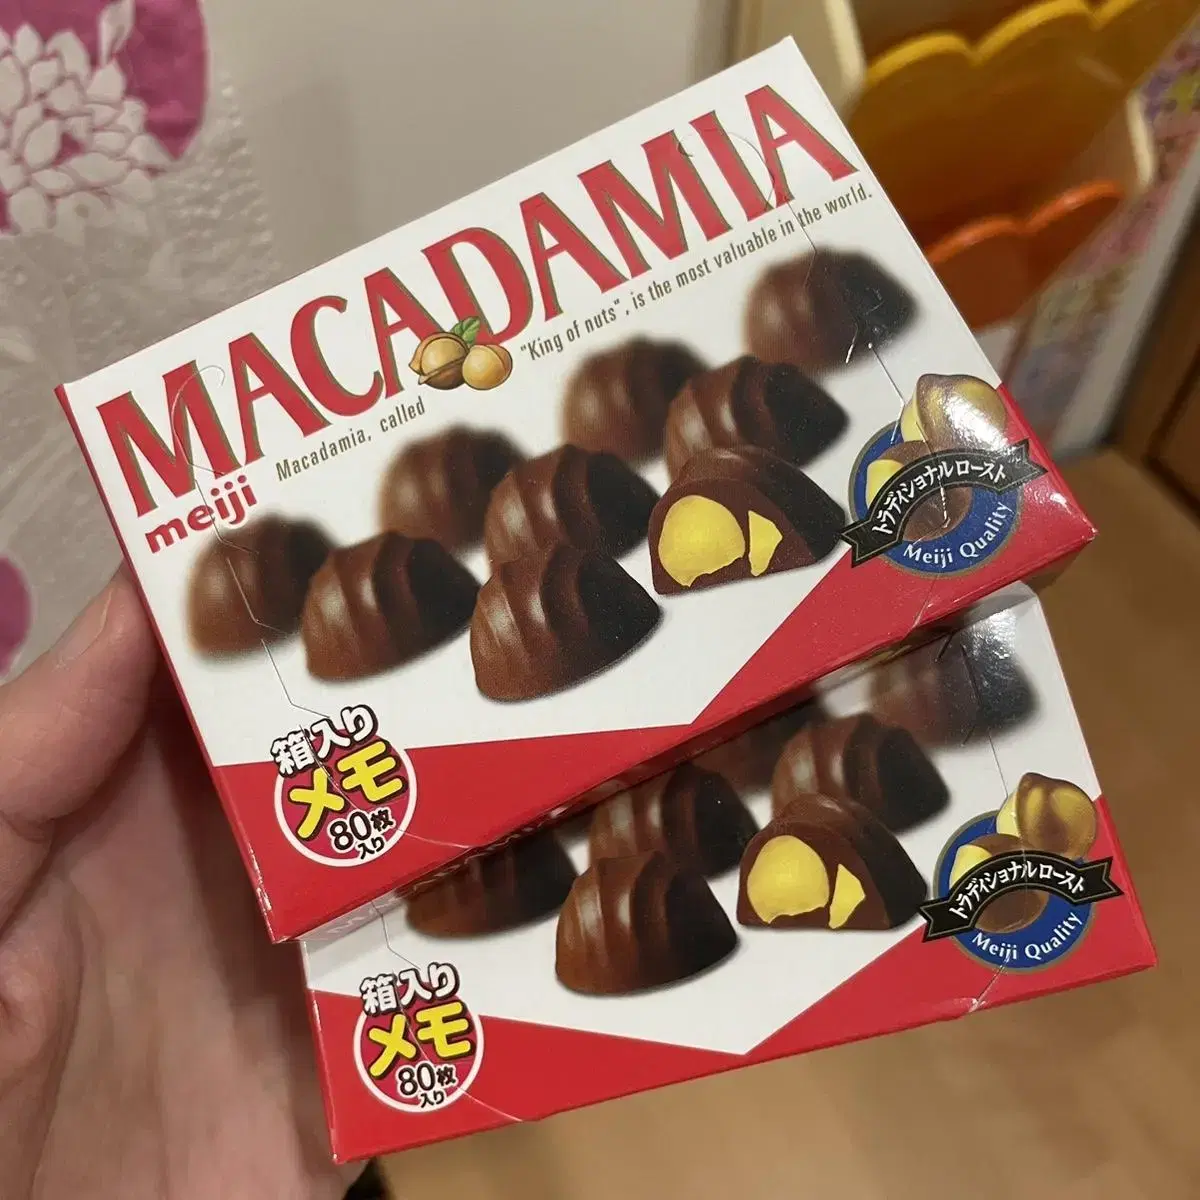 MACADAMIA
meiji
Macadamia, called "King of nuts", is the most valuable in the world.
トラディショナルロースト
Meiji Quality
箱入り
メモ
80枚
入り
トラディショナルロースト
Meiji Quality
箱入り
メモ
80枚
入り